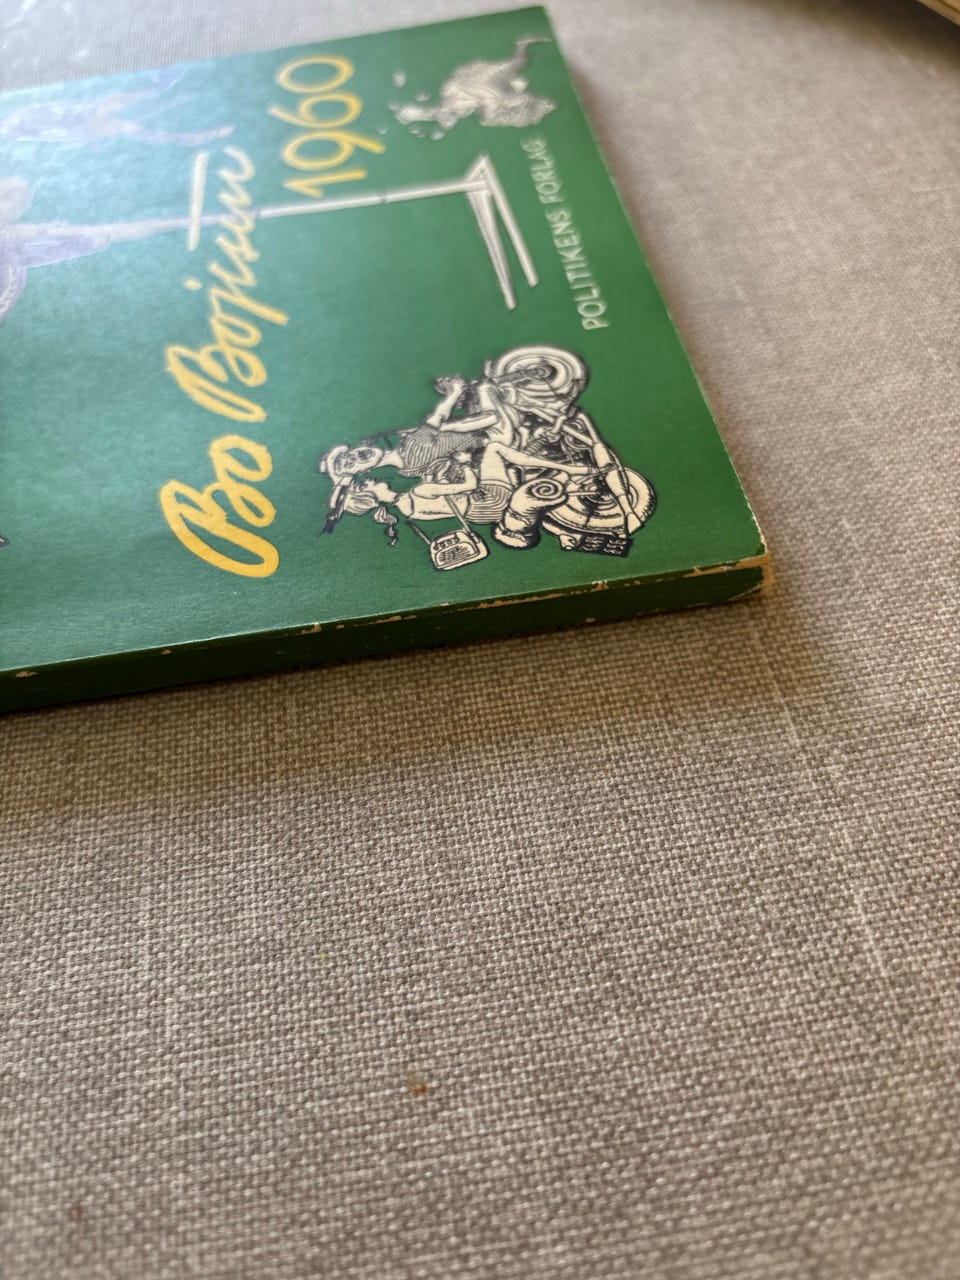 Bo Bojesen
1960
POLITIKENS FORLAG